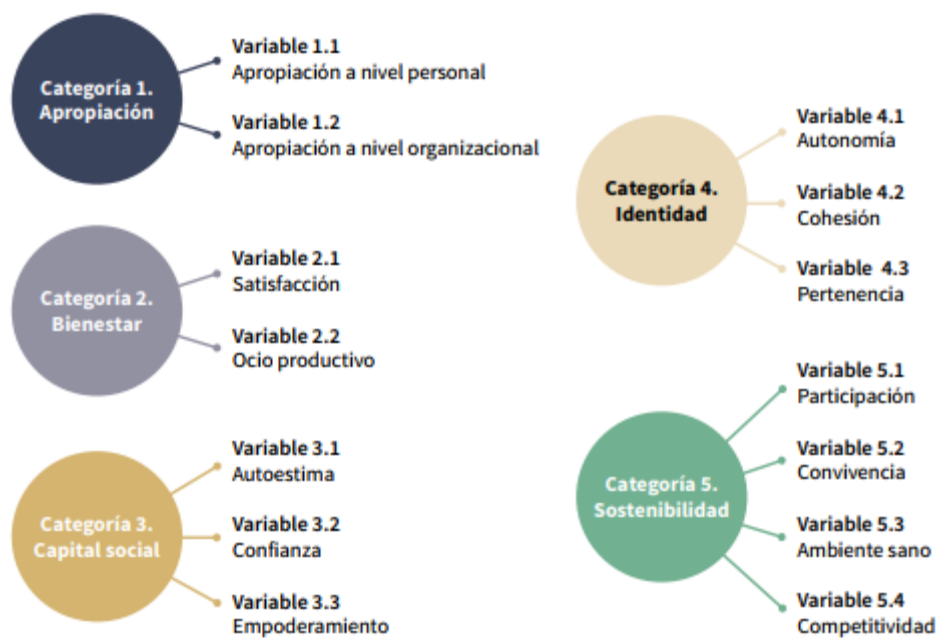 Categoría 1.
Apropiación
Variable 1.1
Apropiación a nivel personal
Variable 1.2
Apropiación a nivel organizacional
Categoría 2.
Bienestar
Variable 2.1
Satisfacción
Variable 2.2
Ocio productivo
Categoría 3.
Capital social
Variable 3.1
Autoestima
Variable 3.2
Confianza
Variable 3.3
Empoderamiento
Categoría 4.
Identidad
Variable 4.1
Autonomía
Variable 4.2
Cohesión
Variable 4.3
Pertenencia
Categoría 5.
Sostenibilidad
Variable 5.1
Participación
Variable 5.2
Convivencia
Variable 5.3
Ambiente sano
Variable 5.4
Competitividad